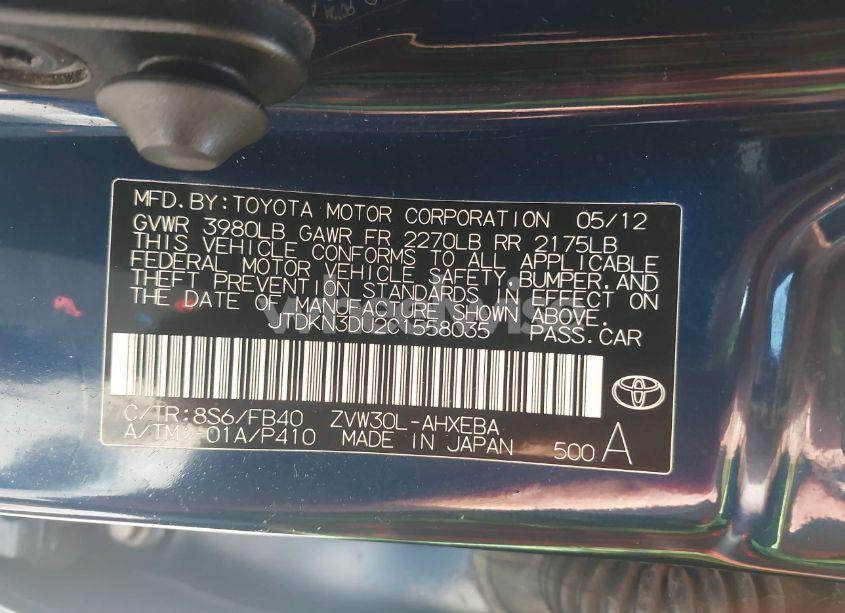 MFD.BY:TOYOTA MOTOR CORPORATION 05/12
GVWR 3980LB GAWR FR 2270LB RR 2175LB
THIS VEHICLE CONFORMS TO ALL APPLICABLE
FEDERAL MOTOR VEHICLE SAFETY, BUMPER, AND
THEFT PREVENTION STANDARDS IN EFFECT ON
THE DATE OF MANUFACTURE SHOWN ABOVE.
JTDKN3DU2C1558035 PASS.CAR
C/TR:8S6/FB40 ZVW30L-AHXEBA
A/TM:-01A/P410 MADE IN JAPAN 500 A